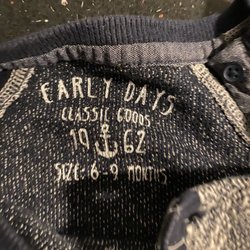 EARLY DAYS
CLASSIC GOODS
19 62
SIZE: 6-9 MONTHS